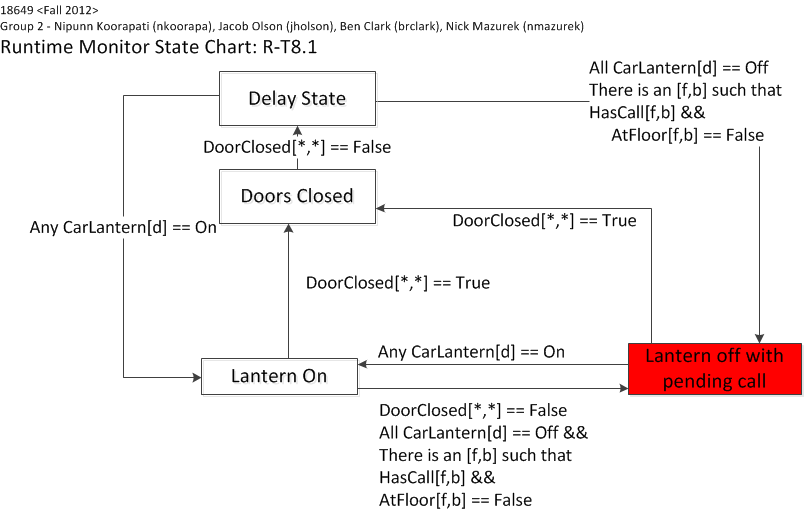 18649 <Fall 2012>
Group 2 - Nipunn Koorapati (nkoorapa), Jacob Olson (jholson), Ben Clark (brclark), Nick Mazurek (nmazurek)
Runtime Monitor State Chart: R-T8.1
All CarLantern[d] == Off
There is an [f,b] such that
HasCall[f,b] &&
AtFloor[f,b] == False
Delay State
DoorClosed[*,*] == False
Doors Closed
DoorClosed[*,*] == True
Any CarLantern[d] == On
DoorClosed[*,*] == True
Any CarLantern[d] == On
Lantern off with
pending call
Lantern On
DoorClosed[*,*] == False
All CarLantern[d] == Off &&
There is an [f,b] such that
HasCall[f,b] &&
AtFloor[f,b] == False